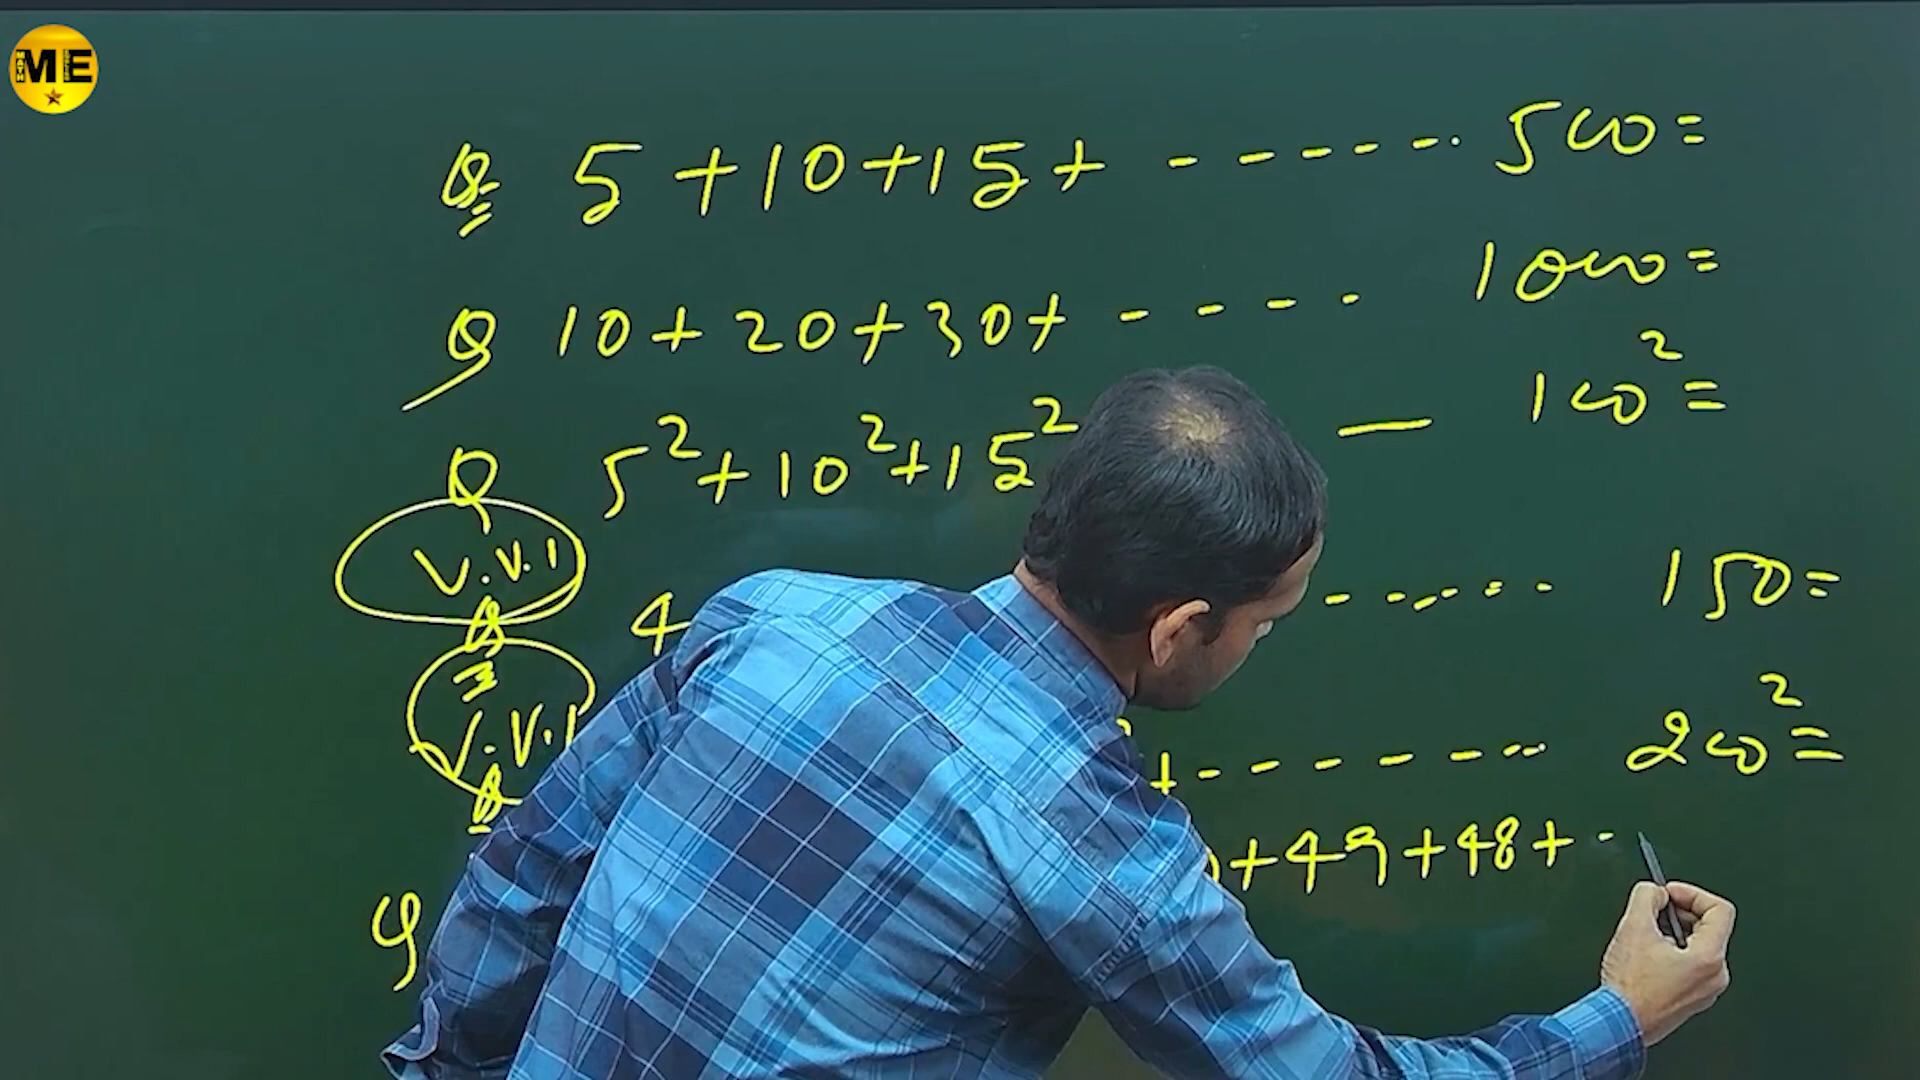 ME
Q 5 + 10 + 15 + ------ 500 =
Q 10 + 20 + 30 + ---- 1000 =
Q 5² + 10² + 15² — 100² =
V.V.I
Q 4 ------ 150 =
V.V.I
Q + ------ 200² =
+ 49 + 48 + -
Q